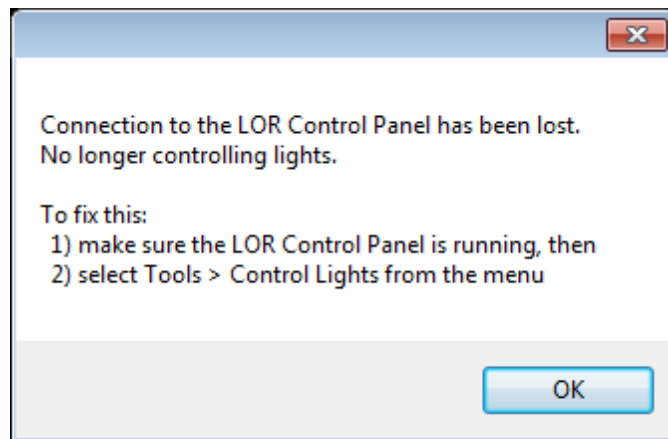 Connection to the LOR Control Panel has been lost.
No longer controlling lights.
To fix this:
1) make sure the LOR Control Panel is running, then
2) select Tools > Control Lights from the menu
OK